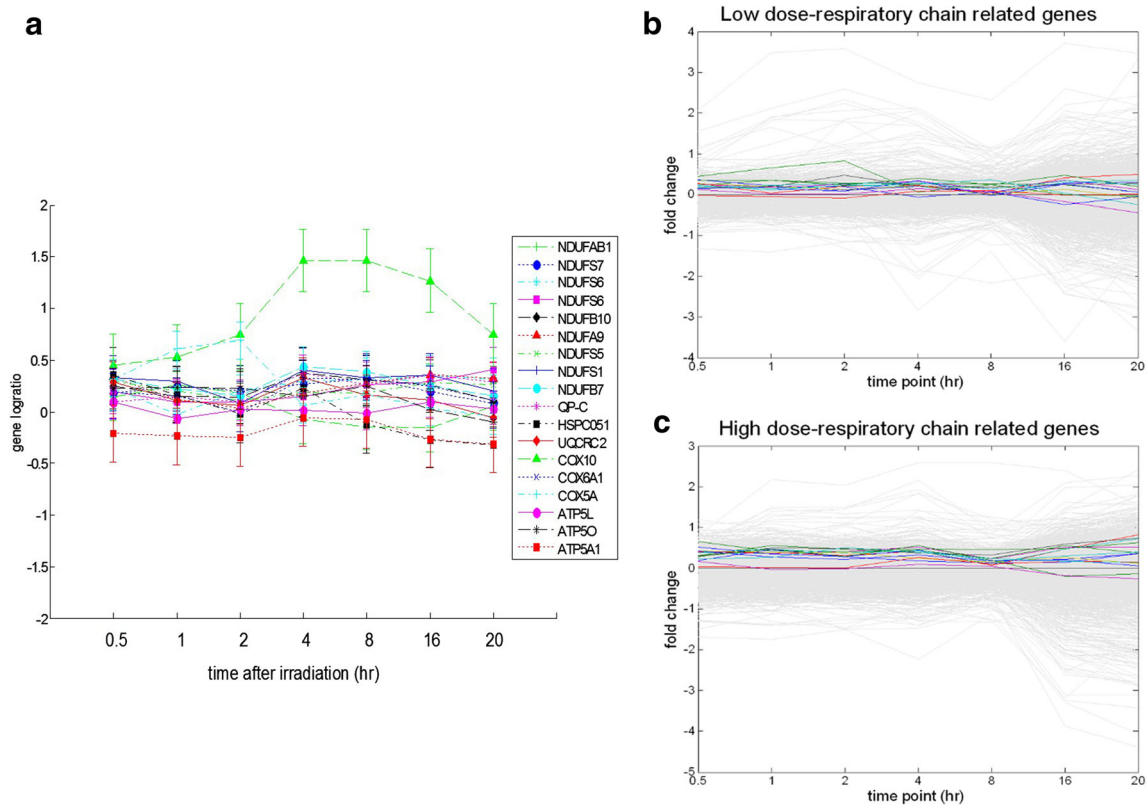 a
gene logratio
2
1.5
1
0.5
0
-0.5
-1
-1.5
-2
0.5 1 2 4 8 16 20
time after irradiation (hr)
NDUFAB1
NDUFS7
NDUFS6
NDUFS6
NDUFB10
NDUFA9
NDUFS5
NDUFS1
NDUFB7
QP-C
HSPC051
UQCRC2
COX10
COX6A1
COX5A
ATP5L
ATP5O
ATP5A1
b
Low dose-respiratory chain related genes
fold change
4
3
2
1
0
-1
-2
-3
-4
0.5 1 2 4 8 16 20
time point (hr)
c
High dose-respiratory chain related genes
fold change
3
2
1
0
-1
-2
-3
-4
-5
0.5 1 2 4 8 16 20
time point (hr)